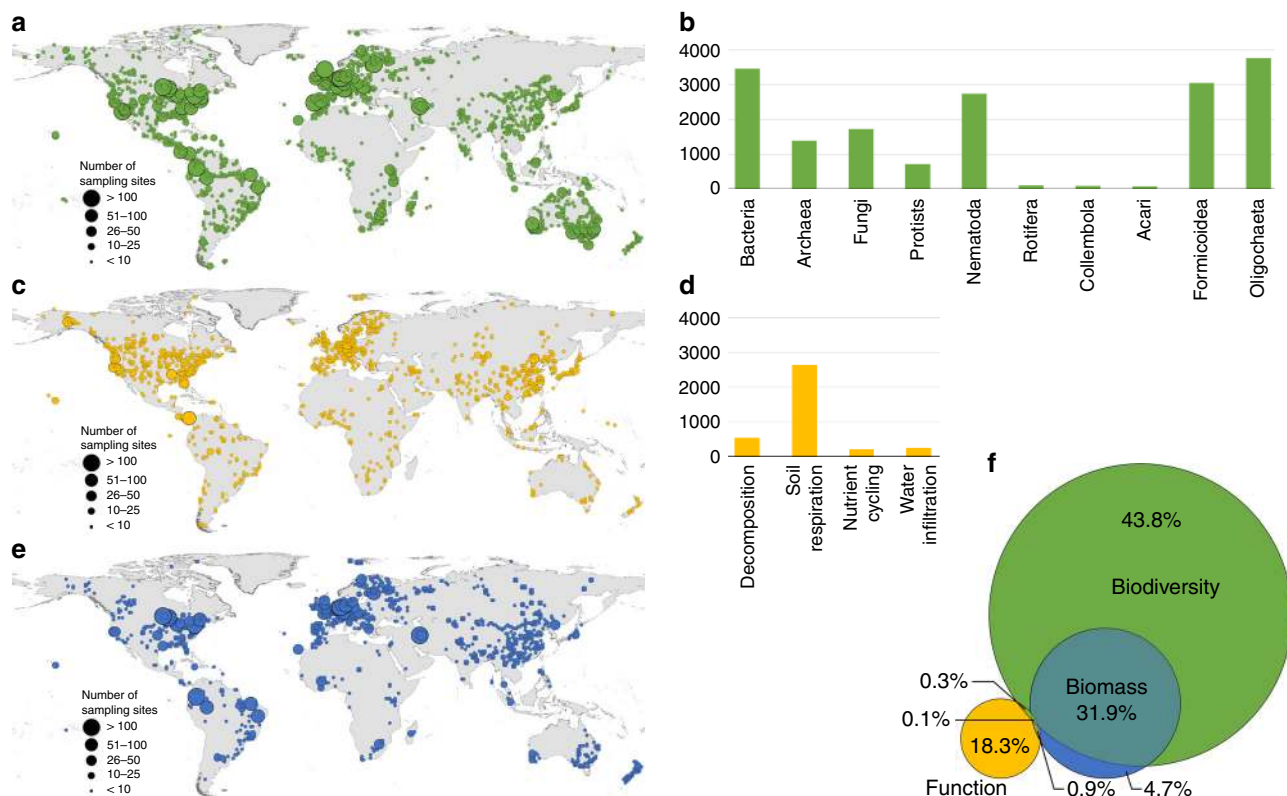 a
Number of
sampling sites
> 100
51–100
26–50
10–25
< 10
b
4000
3000
2000
1000
0
Bacteria
Archaea
Fungi
Protists
Nematoda
Rotifera
Collembola
Acari
Formicoidea
Oligochaeta
c
Number of
sampling sites
> 100
51–100
26–50
10–25
< 10
d
4000
3000
2000
1000
0
Decomposition
Soil
respiration
Nutrient
cycling
Water
infiltration
e
Number of
sampling sites
> 100
51–100
26–50
10–25
< 10
f
43.8%
Biodiversity
Biomass
31.9%
0.3%
0.1%
18.3%
Function
0.9%
4.7%